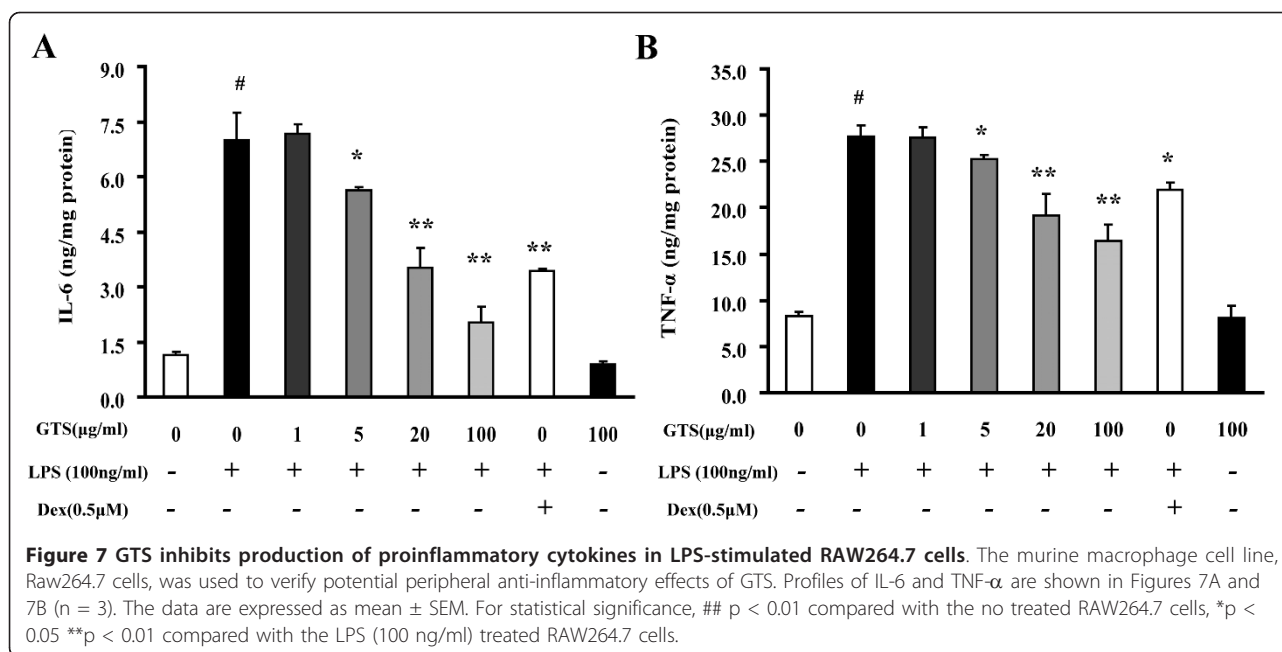 A
B
IL-6 (ng/mg protein)
9.0
7.5
6.0
4.5
3.0
1.5
0.0
#
*
**
**
**
GTS(µg/ml) 0 0 1 5 20 100 0 100
LPS (100ng/ml) - + + + + + + -
Dex(0.5µM) - - - - - - + -
TNF-α (ng/mg protein)
35.0
30.0
25.0
20.0
15.0
10.0
5.0
0.0
#
*
**
**
*
GTS(µg/ml) 0 0 1 5 20 100 0 100
LPS (100ng/ml) - + + + + + + -
Dex(0.5µM) - - - - - - + -
Figure 7 GTS inhibits production of proinflammatory cytokines in LPS-stimulated RAW264.7 cells. The murine macrophage cell line,
Raw264.7 cells, was used to verify potential peripheral anti-inflammatory effects of GTS. Profiles of IL-6 and TNF-α are shown in Figures 7A and
7B (n = 3). The data are expressed as mean ± SEM. For statistical significance, ## p < 0.01 compared with the no treated RAW264.7 cells, *p <
0.05 **p < 0.01 compared with the LPS (100 ng/ml) treated RAW264.7 cells.